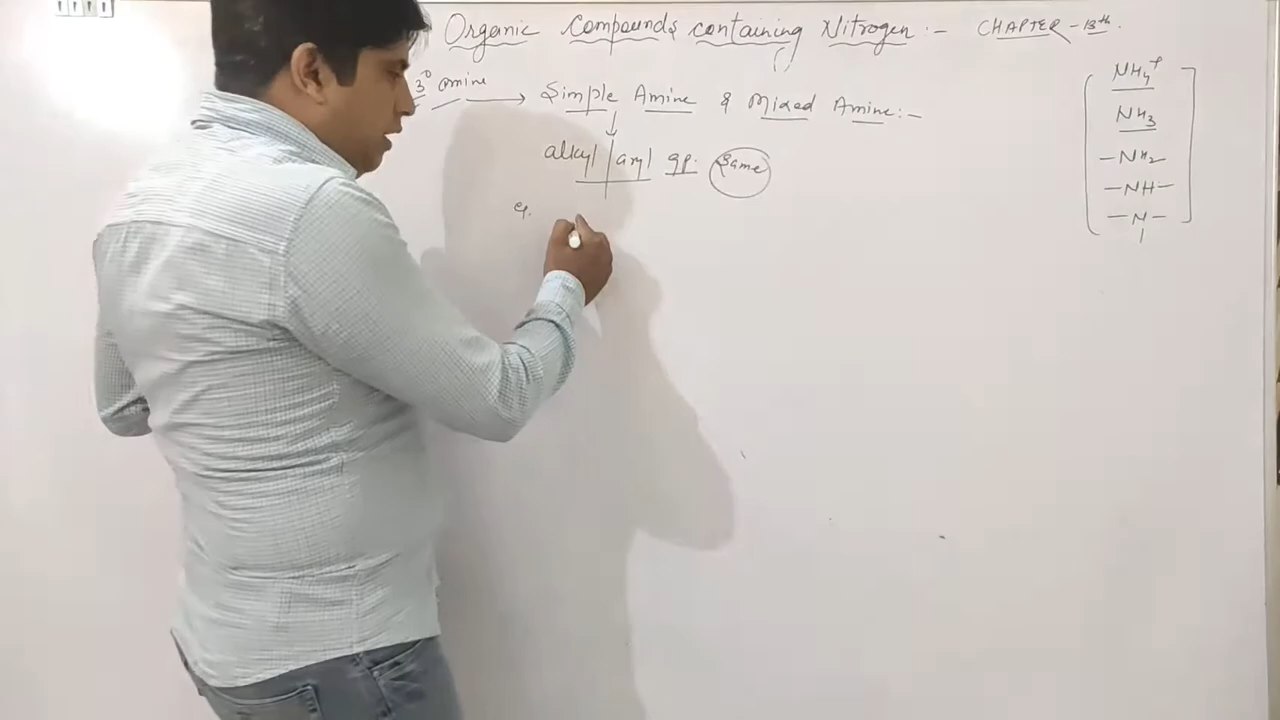 Organic Compounds containing Nitrogen :- CHAPTER - 13th.
3° amine → Simple Amine & Mixed Amine :-
alkyl | aryl gp. Same
eg.
NH4+
NH3
-NH2
-NH-
-N-